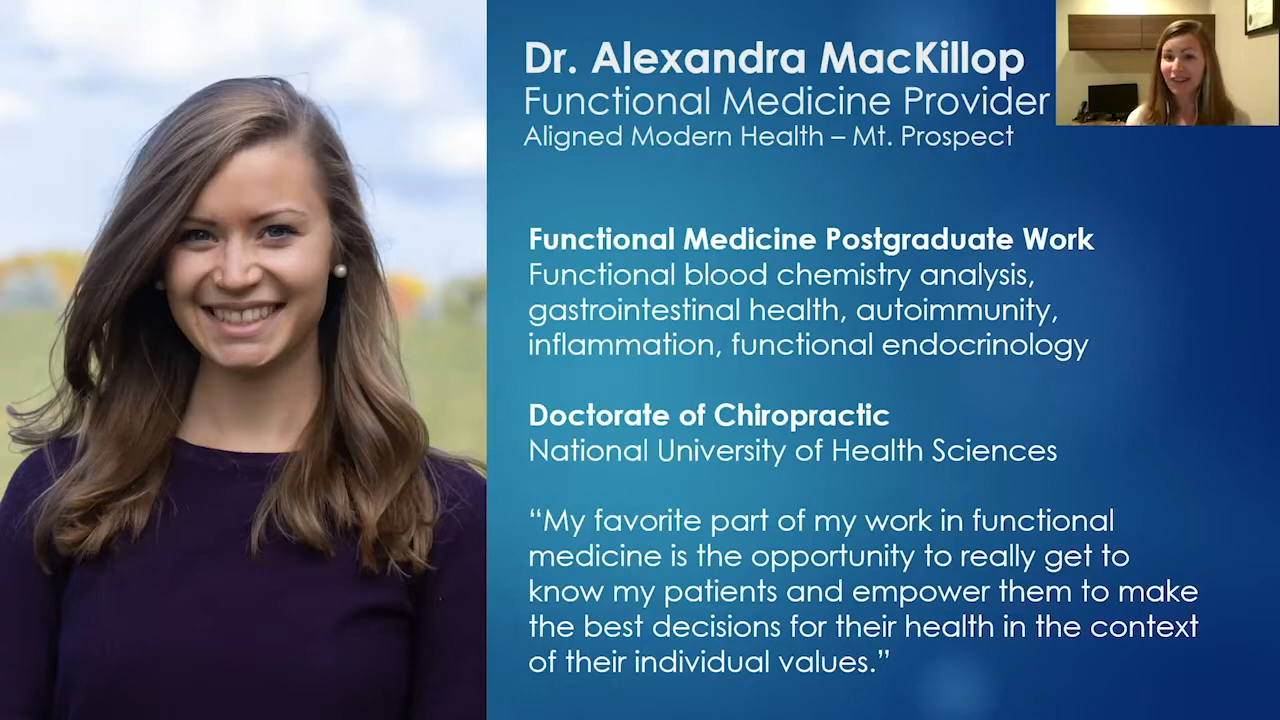 Dr. Alexandra MacKillop
Functional Medicine Provider
Aligned Modern Health – Mt. Prospect
Functional Medicine Postgraduate Work
Functional blood chemistry analysis,
gastrointestinal health, autoimmunity,
inflammation, functional endocrinology
Doctorate of Chiropractic
National University of Health Sciences
“My favorite part of my work in functional
medicine is the opportunity to really get to
know my patients and empower them to make
the best decisions for their health in the context
of their individual values.”